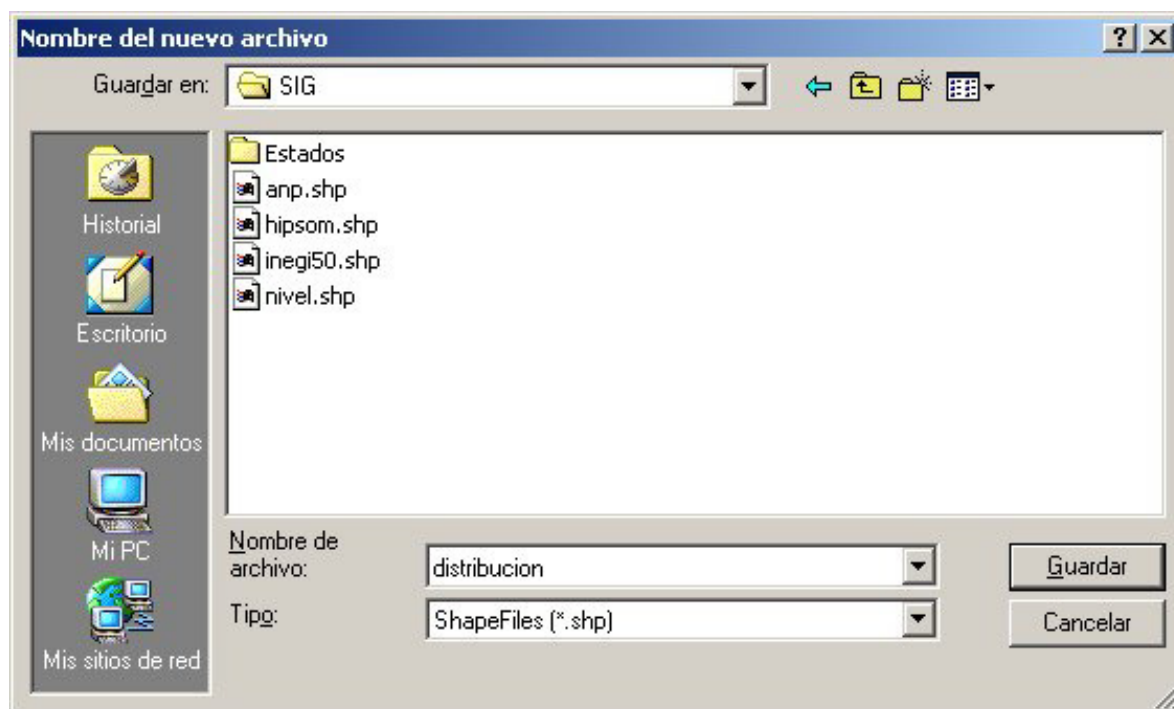 Nombre del nuevo archivo
Guardar en:
SIG
Historial
Escritorio
Mis documentos
Mi PC
Mis sitios de red
Estados
anp.shp
hipsom.shp
inegi50.shp
nivel.shp
Nombre de
archivo:
distribucion
Guardar
Tipo:
ShapeFiles (*.shp)
Cancelar